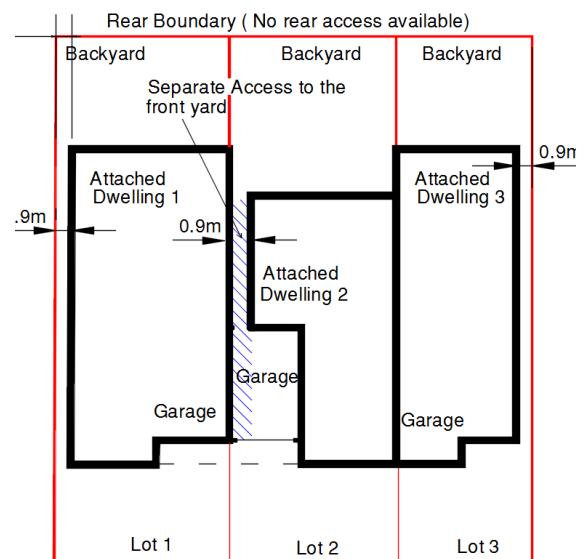 Rear Boundary ( No rear access available)
Backyard
Backyard
Backyard
Separate Access to the
front yard
0.9m
Attached
Dwelling 1
Attached
Dwelling 3
.9m
0.9m
Attached
Dwelling 2
Garage
Garage
Garage
Lot 1
Lot 2
Lot 3